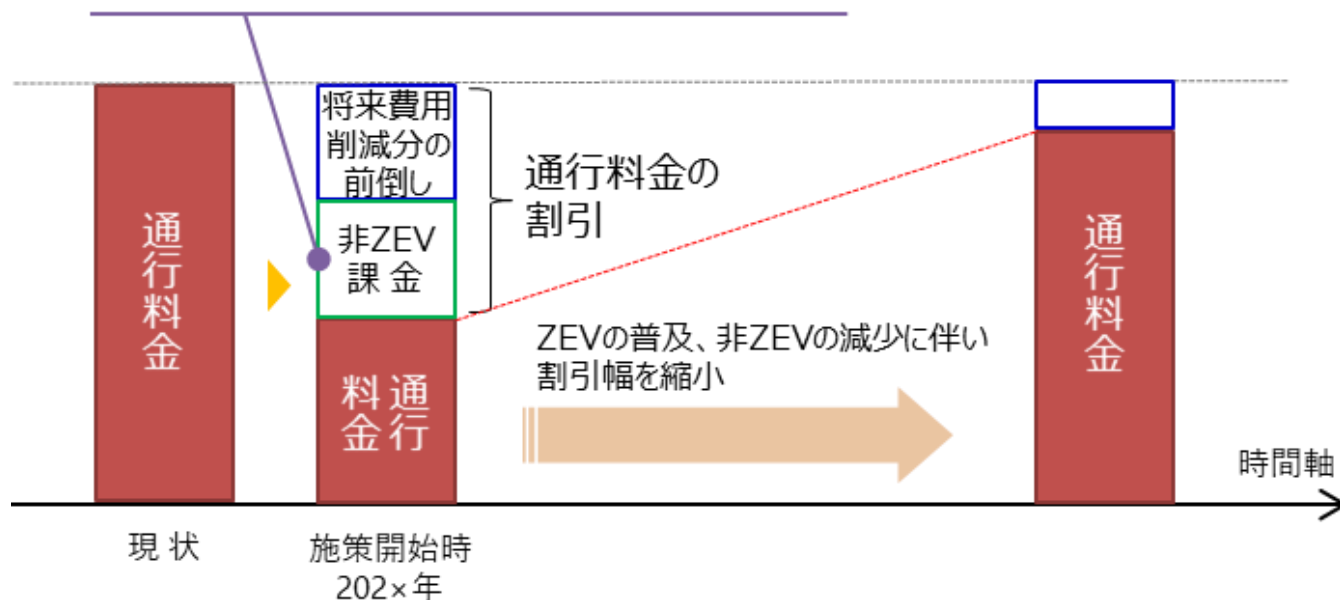 将来費用
削減分の
前倒し
非ZEV
課 金
通行料金の
割引
通行料金
通行
料金
通行料金
ZEVの普及、非ZEVの減少に伴い
割引幅を縮小
時間軸
現 状
施策開始時
202×年